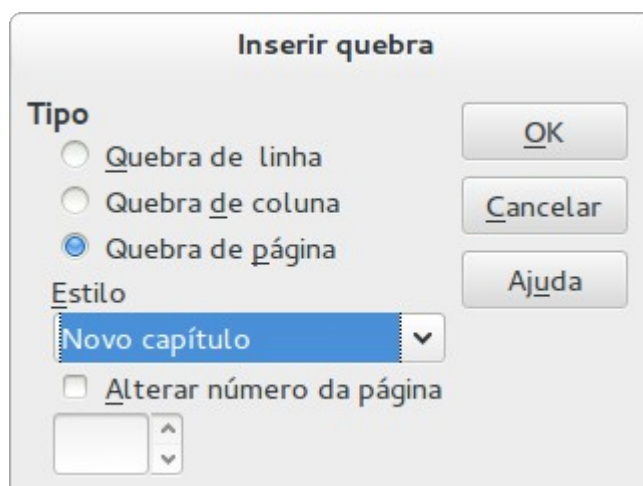 Inserir quebra
Tipo
Quebra de linha
Quebra de coluna
Quebra de página
Estilo
Novo capítulo
Alterar número da página
OK
Cancelar
Ajuda